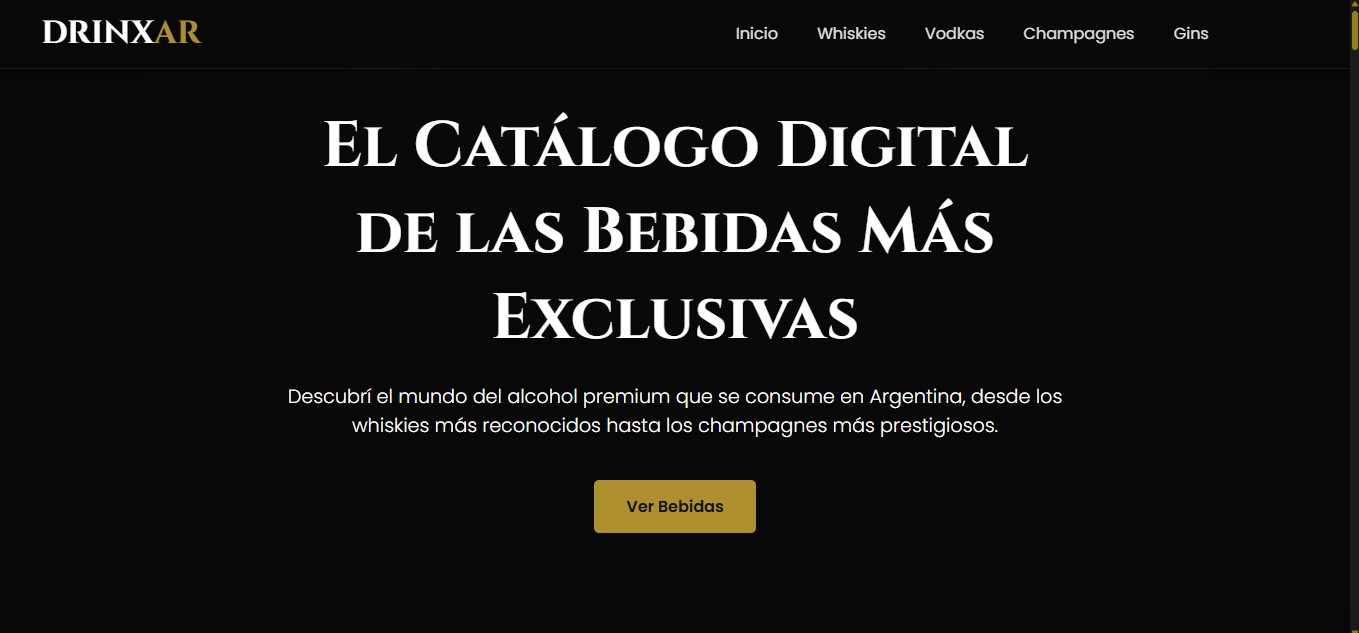 DRINXAR
Inicio Whiskies Vodkas Champagnes Gins
El Catálogo Digital
de las Bebidas Más
Exclusivas
Descubrí el mundo del alcohol premium que se consume en Argentina, desde los
whiskies más reconocidos hasta los champagnes más prestigiosos.
Ver Bebidas